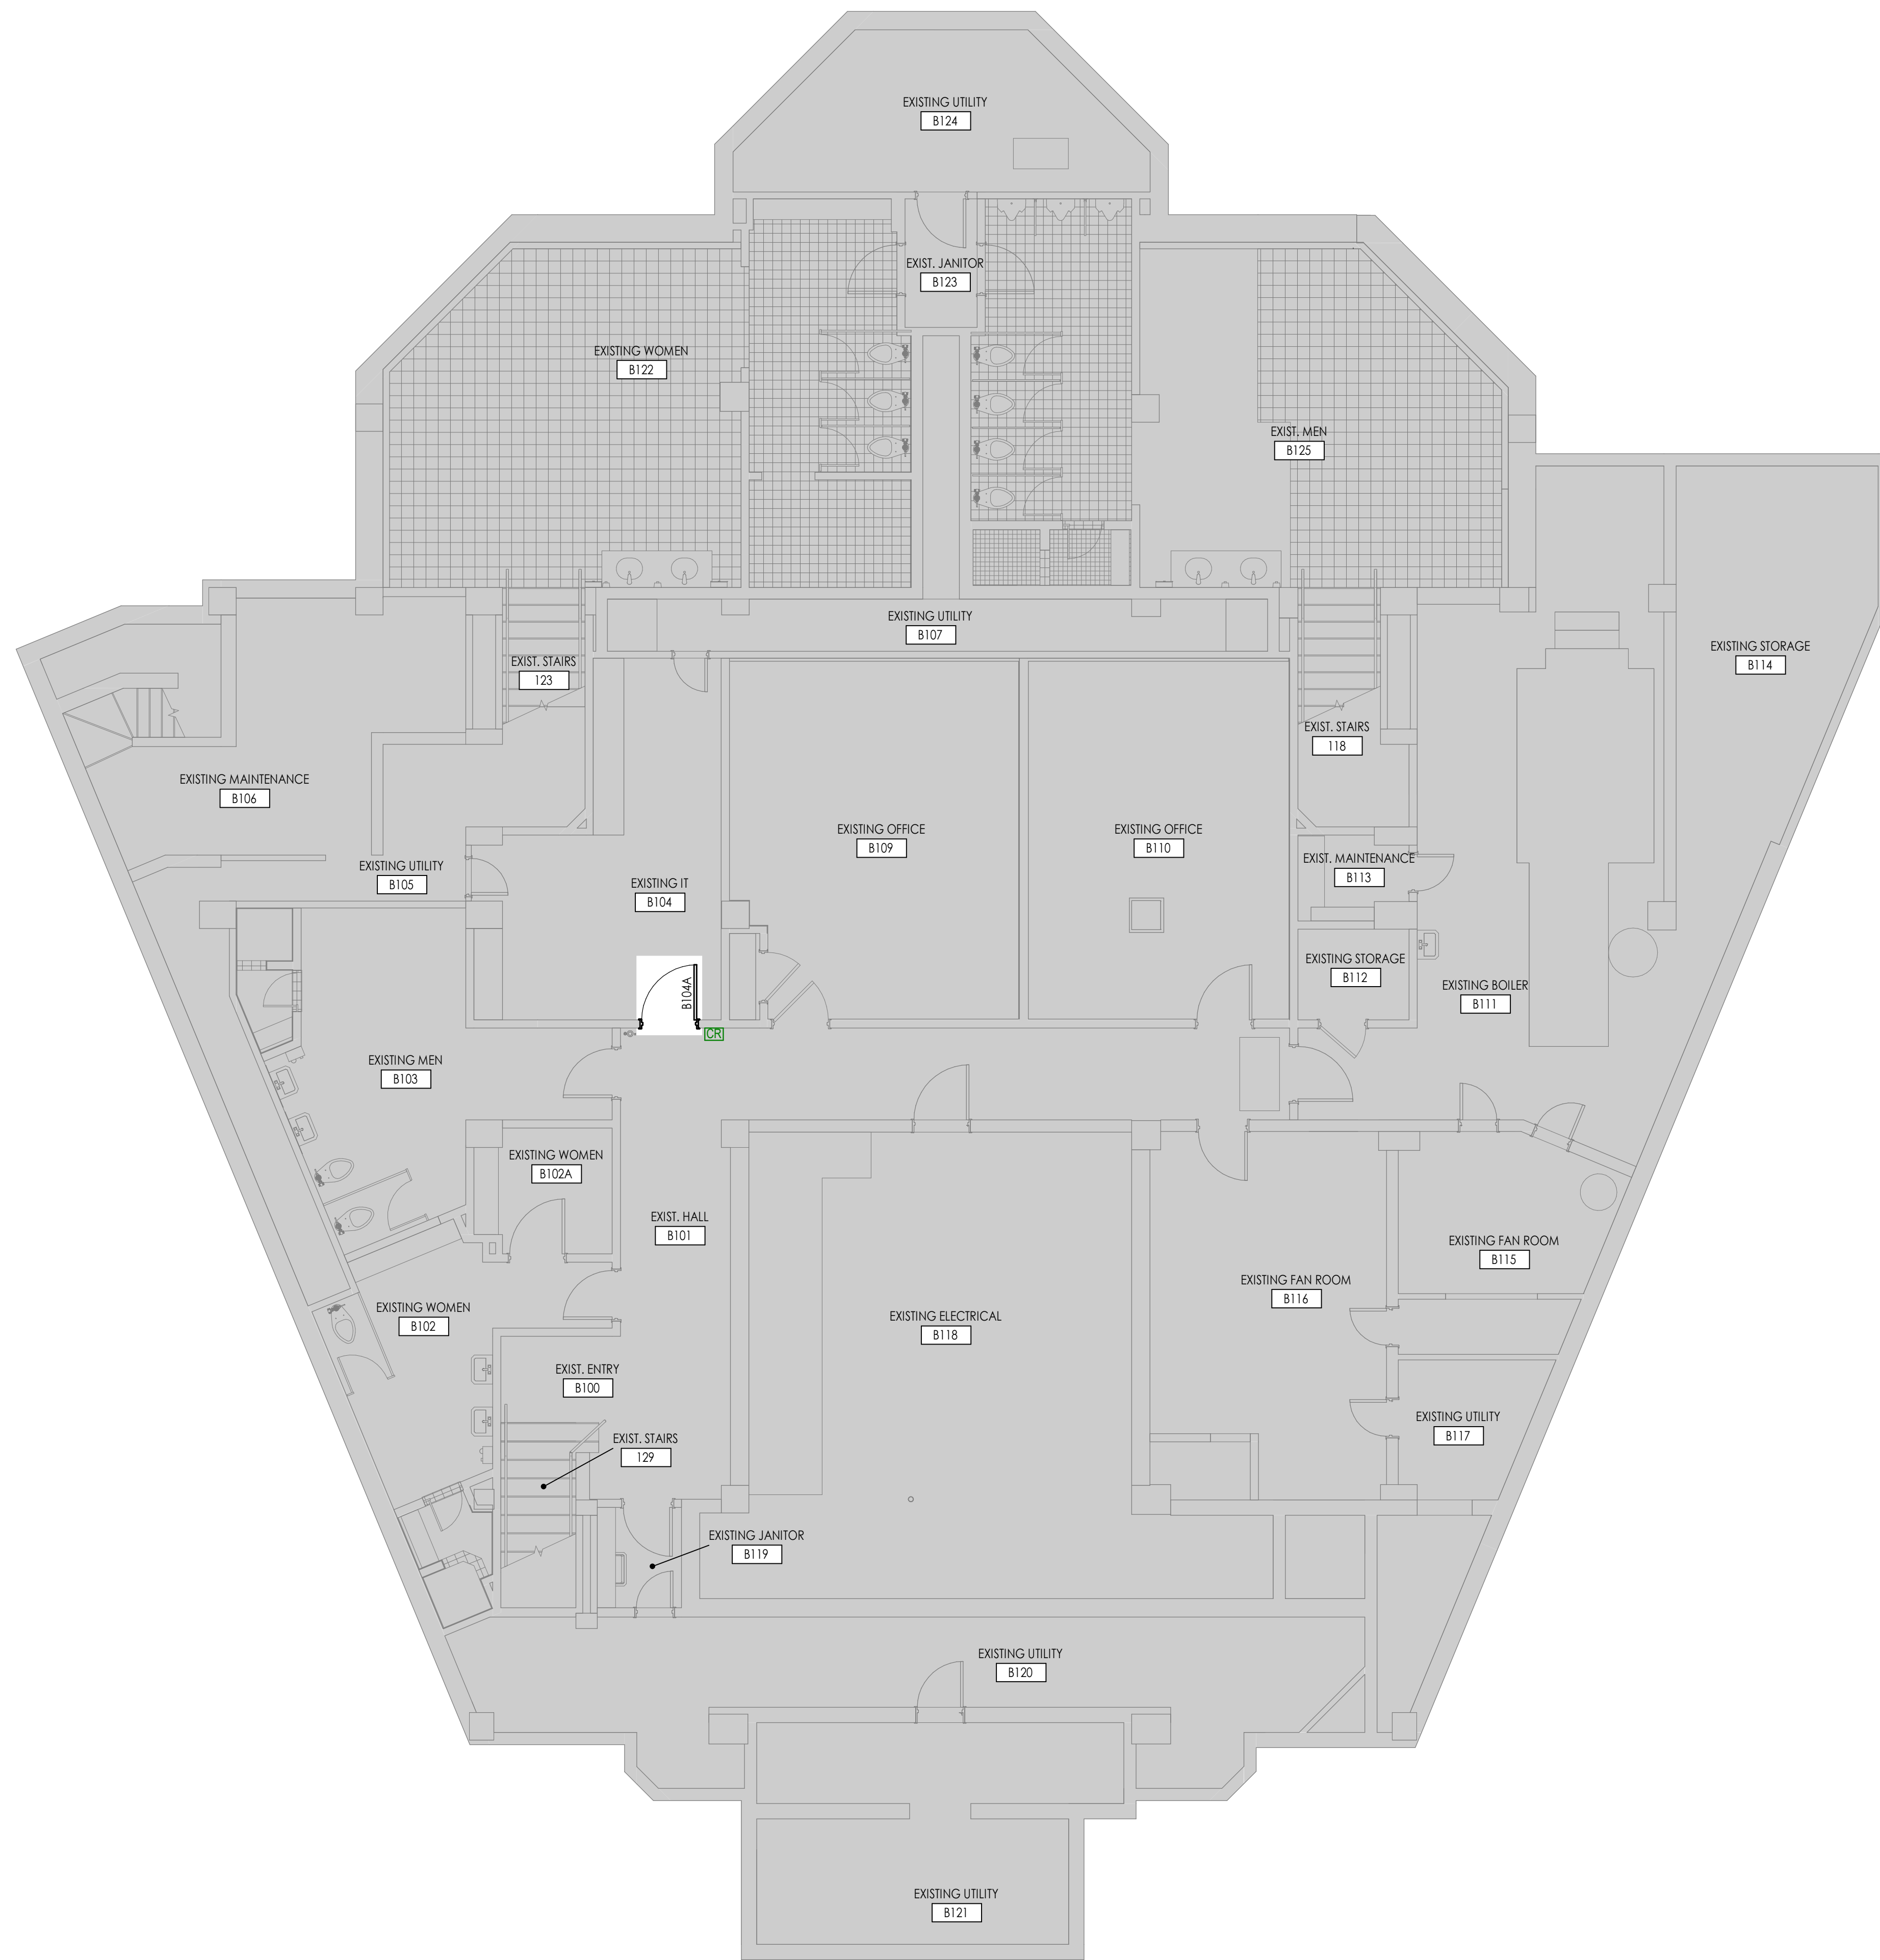 EXISTING UTILITY
B124
EXIST. JANITOR
B123
EXISTING WOMEN
B122
EXIST. MEN
B125
EXISTING UTILITY
B107
EXISTING STORAGE
B114
EXIST. STAIRS
123
EXIST. STAIRS
118
EXISTING MAINTENANCE
B106
EXISTING OFFICE
B109
EXISTING OFFICE
B110
EXISTING UTILITY
B105
EXIST. MAINTENANCE
B113
EXISTING IT
B104
EXISTING STORAGE
B112
EXISTING BOILER
B111
B104A
CR
EXISTING MEN
B103
EXISTING WOMEN
B102A
EXIST. HALL
B101
EXISTING FAN ROOM
B115
EXISTING FAN ROOM
B116
EXISTING WOMEN
B102
EXISTING ELECTRICAL
B118
EXIST. ENTRY
B100
EXISTING UTILITY
B117
EXIST. STAIRS
129
EXISTING JANITOR
B119
EXISTING UTILITY
B120
EXISTING UTILITY
B121